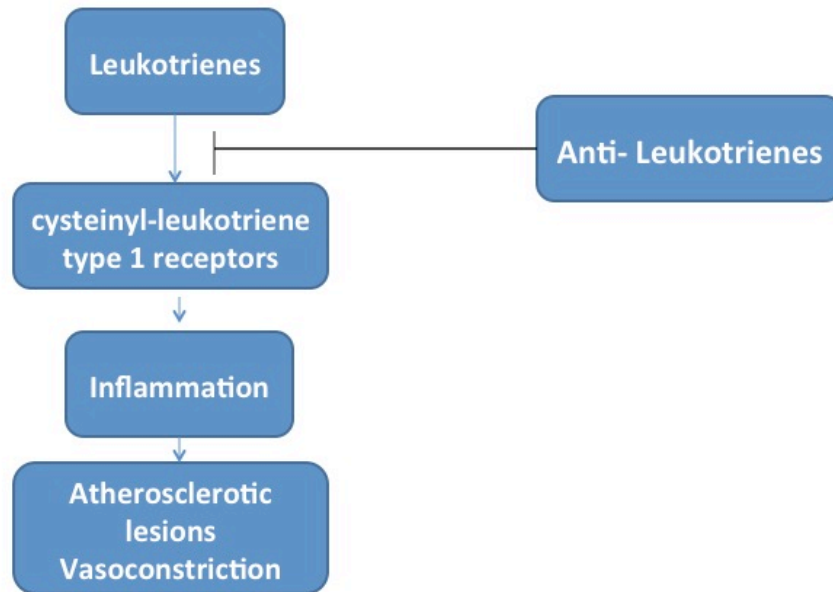 Leukotrienes
Anti- Leukotrienes
cysteinyl-leukotriene
type 1 receptors
Inflammation
Atherosclerotic
lesions
Vasoconstriction